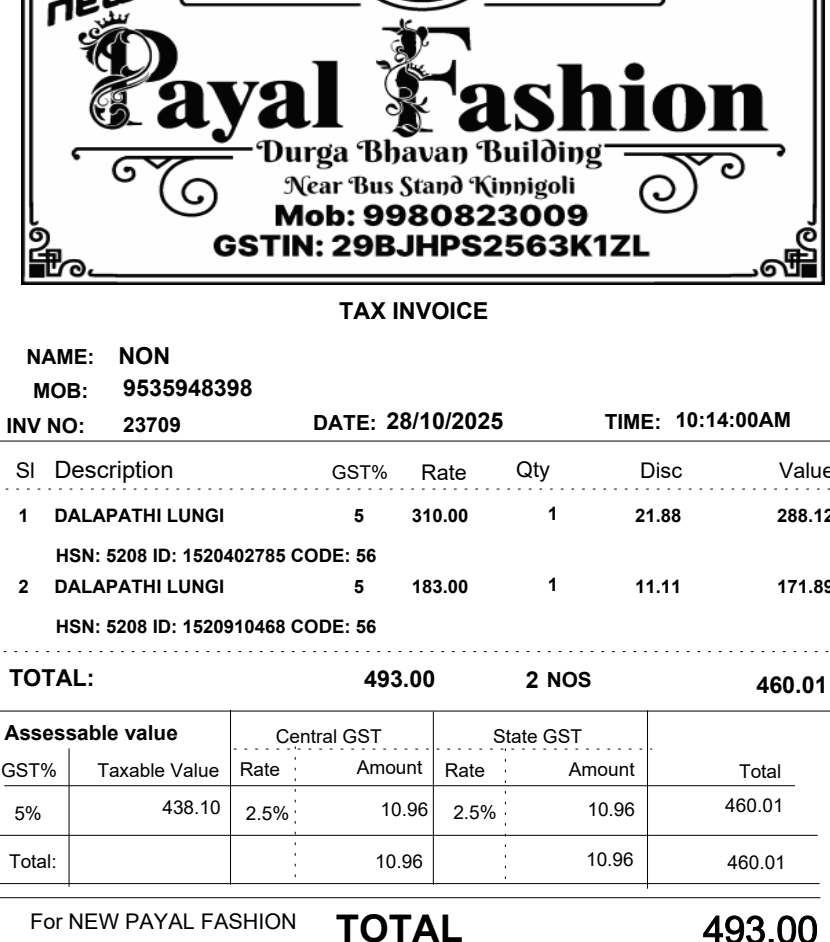 new
Payal Fashion
Durga Bhavan Building
Near Bus Stand Kinnigoli
Mob: 9980823009
GSTIN: 29BJHPS2563K1ZL
TAX INVOICE
NAME: NON
MOB: 9535948398
INV NO: 23709 DATE: 28/10/2025 TIME: 10:14:00AM
Sl Description GST% Rate Qty Disc Value
1 DALAPATHI LUNGI 5 310.00 1 21.88 288.12
HSN: 5208 ID: 1520402785 CODE: 56
2 DALAPATHI LUNGI 5 183.00 1 11.11 171.89
HSN: 5208 ID: 1520910468 CODE: 56
TOTAL: 493.00 2 NOS 460.01
Assessable value Central GST State GST
GST% Taxable Value Rate Amount Rate Amount Total
5% 438.10 2.5% 10.96 2.5% 10.96 460.01
Total: 10.96 10.96 460.01
For NEW PAYAL FASHION TOTAL 493.00